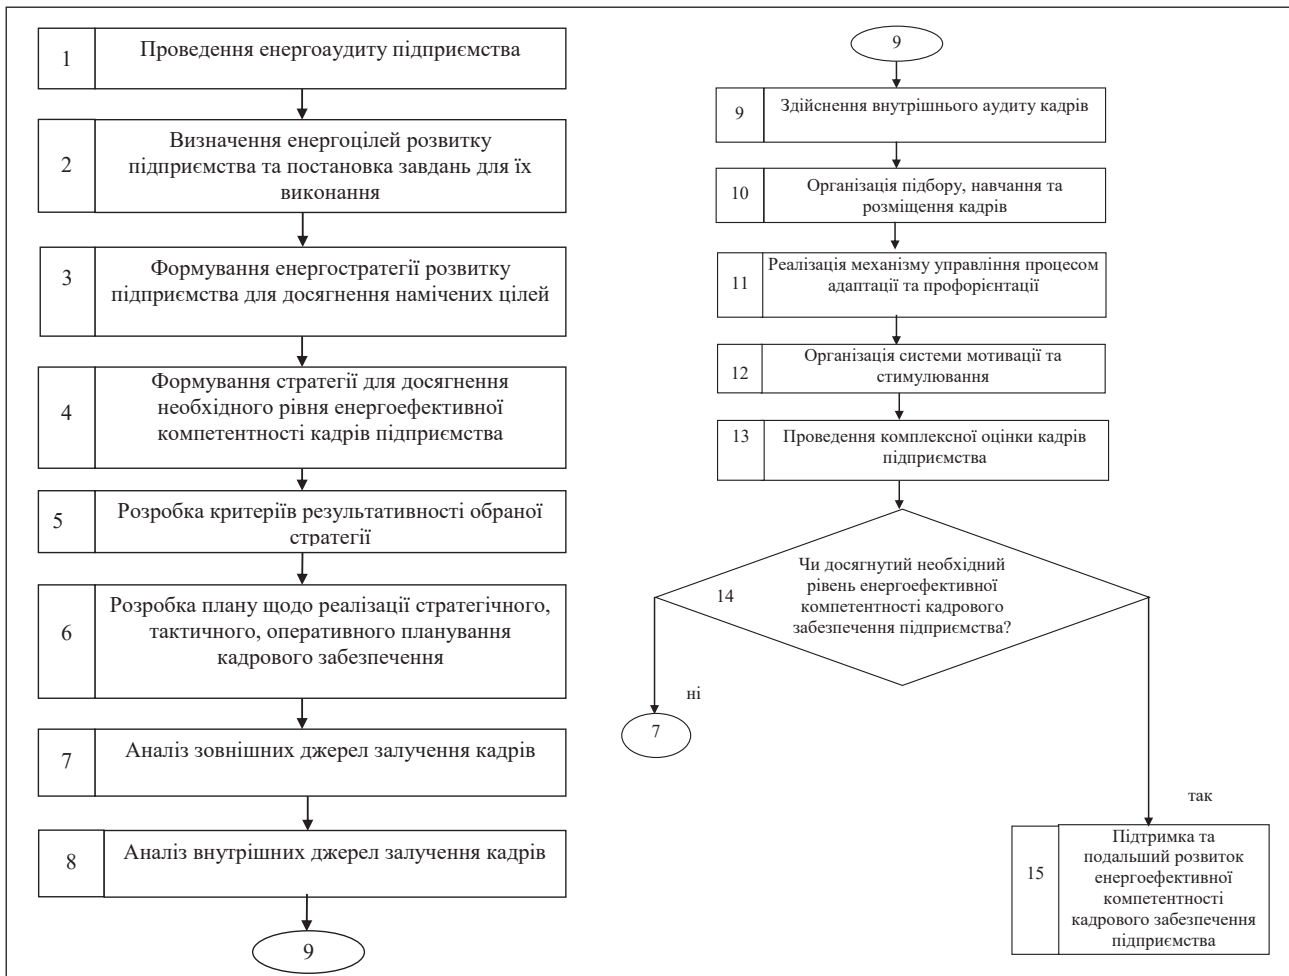 1
Проведення енергоаудиту підприємства
2
Визначення енергоцілей розвитку
підприємства та постановка завдань для їх
виконання
3
Формування енергостратегії розвитку
підприємства для досягнення намічених цілей
4
Формування стратегії для досягнення
необхідного рівня енергоефективної
компетентності кадрів підприємства
5
Розробка критеріїв результативності обраної
стратегії
6
Розробка плану щодо реалізації стратегічного,
тактичного, оперативного планування
кадрового забезпечення
7
Аналіз зовнішних джерел залучення кадрів
8
Аналіз внутрішних джерел залучення кадрів
9
9
9
Здійснення внутрішнього аудиту кадрів
10
Організація підбору, навчання та
розміщення кадрів
11
Реалізація механізму управління процесом
адаптації та профорієнтації
12
Організація системи мотивації та
стимулювання
13
Проведення комплексної оцінки кадрів
підприємства
14
Чи досягнутий необхідний
рівень енергоефективної
компетентності кадрового
забезпечення підприємства?
ні
7
так
15
Підтримка та
подальший розвиток
енергоефективної
компетентності
кадрового забезпечення
підприємства